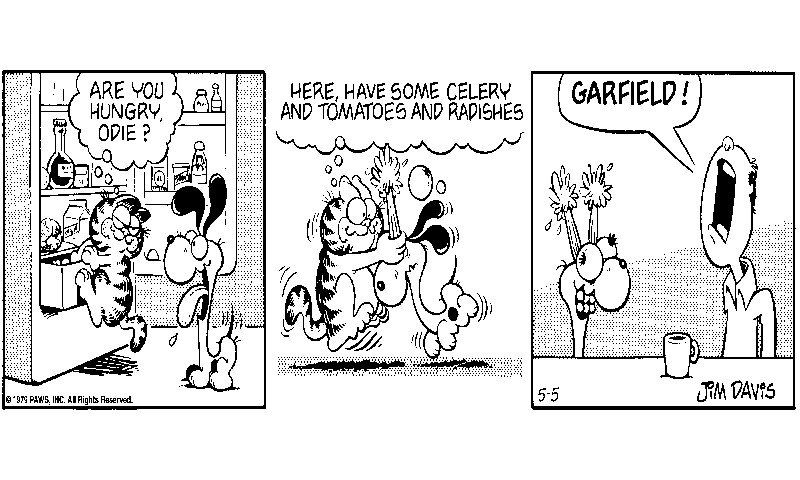 ARE YOU
HUNGRY,
ODIE?
© 1979 PAWS, INC. All Rights Reserved.
HERE, HAVE SOME CELERY
AND TOMATOES AND RADISHES
GARFIELD!
5-5
JIM DAVIS